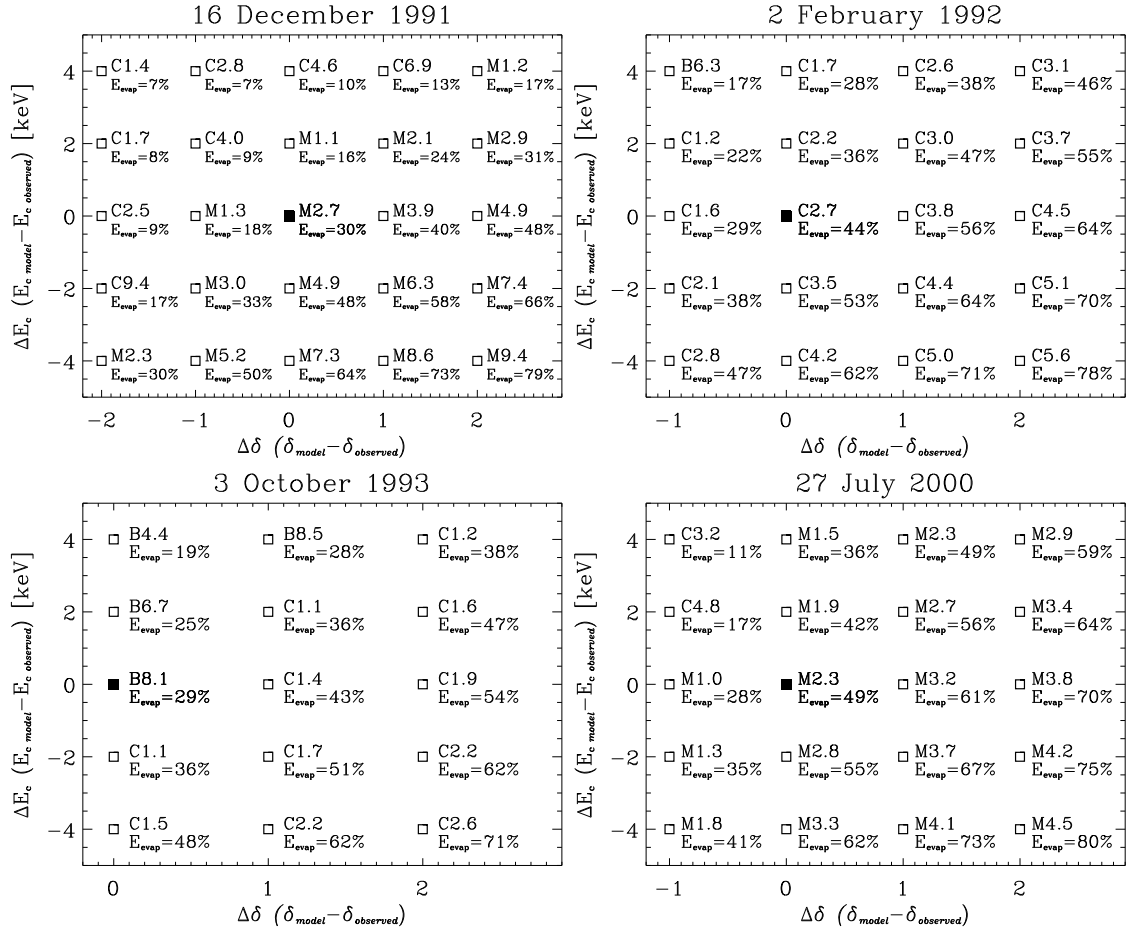 16 December 1991
ΔE_c (E_c model−E_c observed) [keV]
4
C1.4 C2.8 C4.6 C6.9 M1.2
E_evap=7% E_evap=7% E_evap=10% E_evap=13% E_evap=17%
2
C1.7 C4.0 M1.1 M2.1 M2.9
E_evap=8% E_evap=9% E_evap=16% E_evap=24% E_evap=31%
0
C2.5 M1.3 M2.7 M3.9 M4.9
E_evap=9% E_evap=18% E_evap=30% E_evap=40% E_evap=48%
−2
C9.4 M3.0 M4.9 M6.3 M7.4
E_evap=17% E_evap=33% E_evap=48% E_evap=58% E_evap=66%
−4
M2.3 M5.2 M7.3 M8.6 M9.4
E_evap=30% E_evap=50% E_evap=64% E_evap=73% E_evap=79%
−2 −1 0 1 2
Δδ (δ_model−δ_observed)
2 February 1992
ΔE_c (E_c model−E_c observed) [keV]
4
B6.3 C1.7 C2.6 C3.1
E_evap=17% E_evap=28% E_evap=38% E_evap=46%
2
C1.2 C2.2 C3.0 C3.7
E_evap=22% E_evap=36% E_evap=47% E_evap=55%
0
C1.6 C2.7 C3.8 C4.5
E_evap=29% E_evap=44% E_evap=56% E_evap=64%
−2
C2.1 C3.5 C4.4 C5.1
E_evap=38% E_evap=53% E_evap=64% E_evap=70%
−4
C2.8 C4.2 C5.0 C5.6
E_evap=47% E_evap=62% E_evap=71% E_evap=78%
−1 0 1 2
Δδ (δ_model−δ_observed)
3 October 1993
ΔE_c (E_c model−E_c observed) [keV]
4
B4.4 B8.5 C1.2
E_evap=19% E_evap=28% E_evap=38%
2
B6.7 C1.1 C1.6
E_evap=25% E_evap=36% E_evap=47%
0
B8.1 C1.4 C1.9
E_evap=29% E_evap=43% E_evap=54%
−2
C1.1 C1.7 C2.2
E_evap=36% E_evap=51% E_evap=62%
−4
C1.5 C2.2 C2.6
E_evap=48% E_evap=62% E_evap=71%
0 1 2
Δδ (δ_model−δ_observed)
27 July 2000
ΔE_c (E_c model−E_c observed) [keV]
4
C3.2 M1.5 M2.3 M2.9
E_evap=11% E_evap=36% E_evap=49% E_evap=59%
2
C4.8 M1.9 M2.7 M3.4
E_evap=17% E_evap=42% E_evap=56% E_evap=64%
0
M1.0 M2.3 M3.2 M3.8
E_evap=28% E_evap=49% E_evap=61% E_evap=70%
−2
M1.3 M2.8 M3.7 M4.2
E_evap=35% E_evap=55% E_evap=67% E_evap=75%
−4
M1.8 M3.3 M4.1 M4.5
E_evap=41% E_evap=62% E_evap=73% E_evap=80%
−1 0 1 2
Δδ (δ_model−δ_observed)